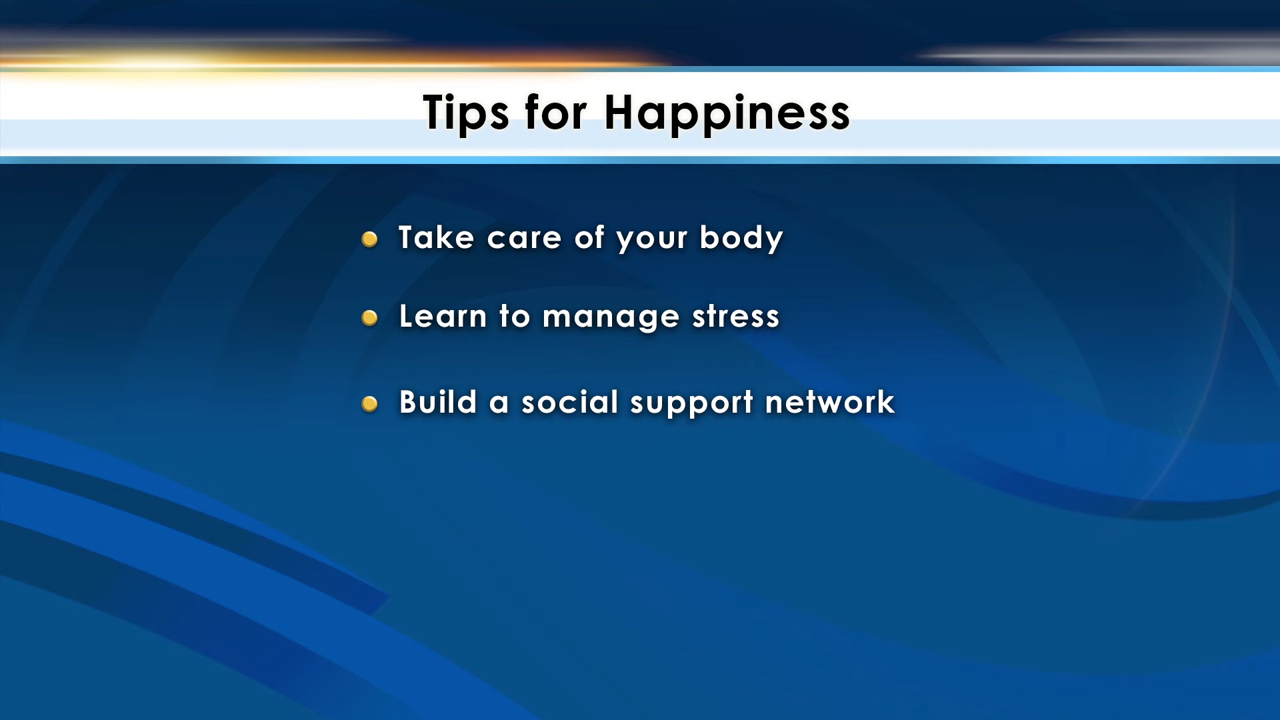 Tips for Happiness
Take care of your body
Learn to manage stress
Build a social support network